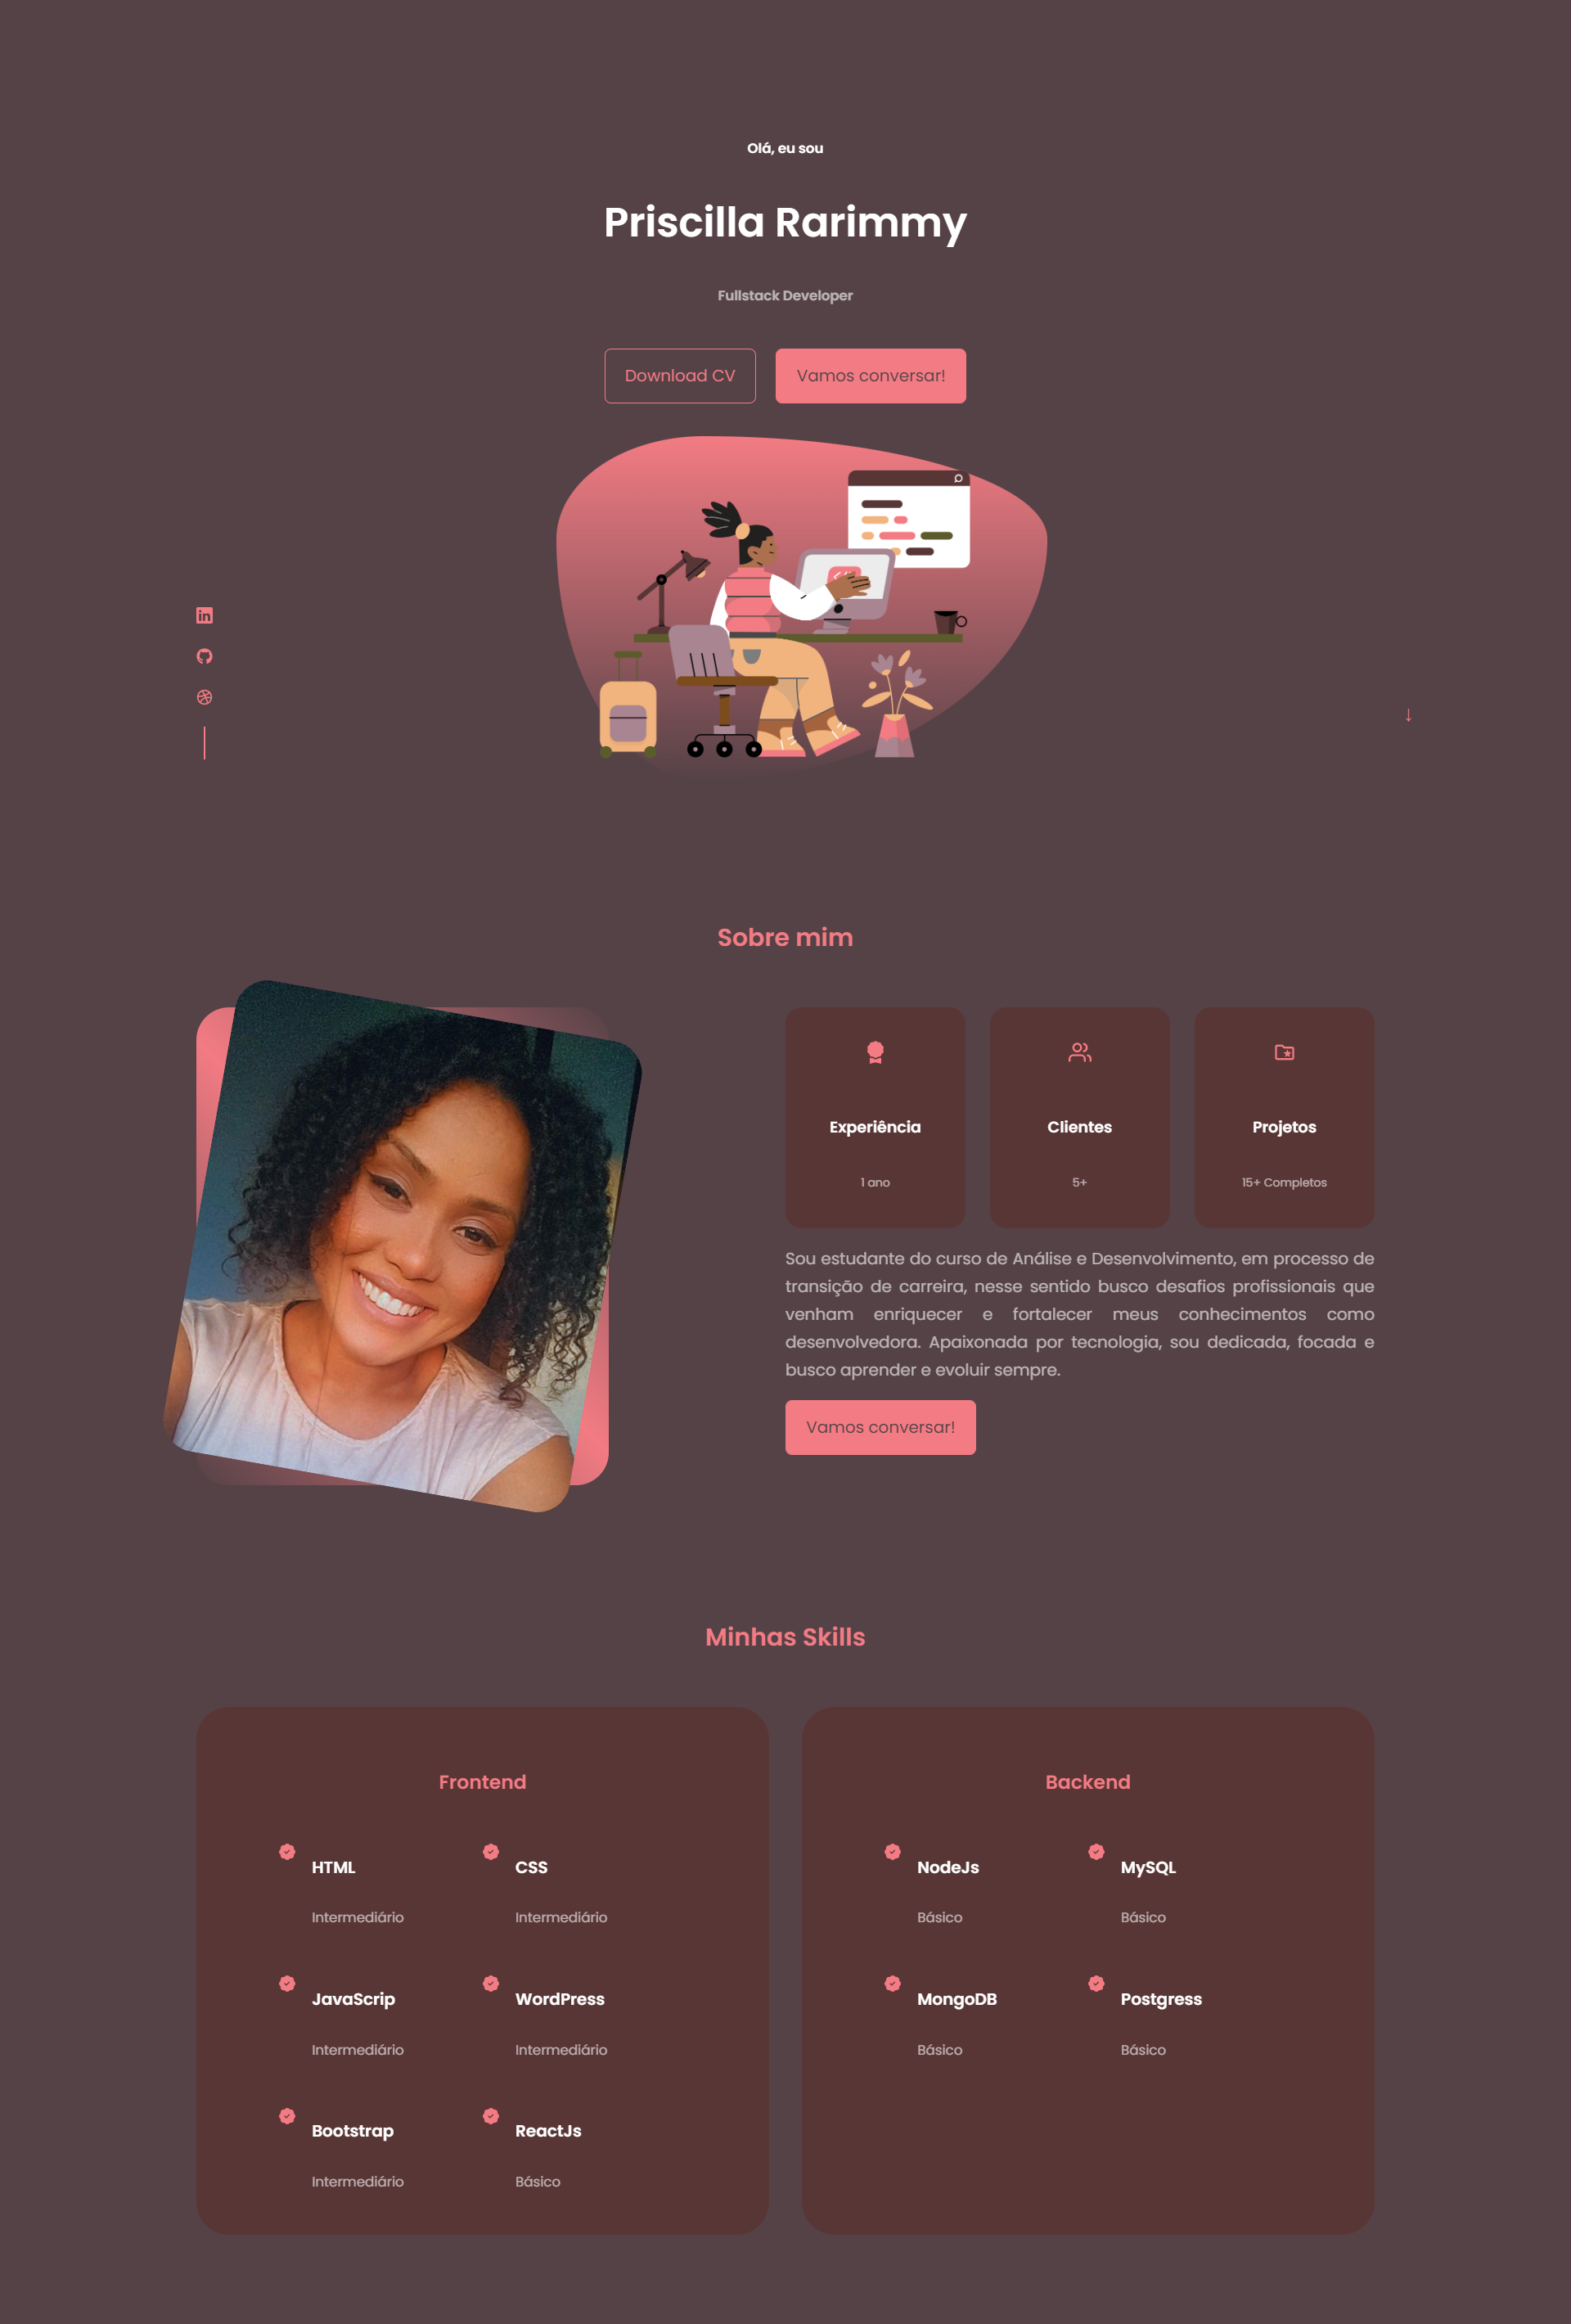 Olá, eu sou
Priscilla Rarimmy
Fullstack Developer
Download CV
Vamos conversar!
Sobre mim
Experiência
1 ano
Clientes
5+
Projetos
15+ Completos
Sou estudante do curso de Análise e Desenvolvimento, em processo de
transição de carreira, nesse sentido busco desafios profissionais que
venham enriquecer e fortalecer meus conhecimentos como
desenvolvedora. Apaixonada por tecnologia, sou dedicada, focada e
busco aprender e evoluir sempre.
Vamos conversar!
Minhas Skills
Frontend
HTML
Intermediário
CSS
Intermediário
JavaScrip
Intermediário
WordPress
Intermediário
Bootstrap
Intermediário
ReactJs
Básico
Backend
NodeJs
Básico
MySQL
Básico
MongoDB
Básico
Postgress
Básico